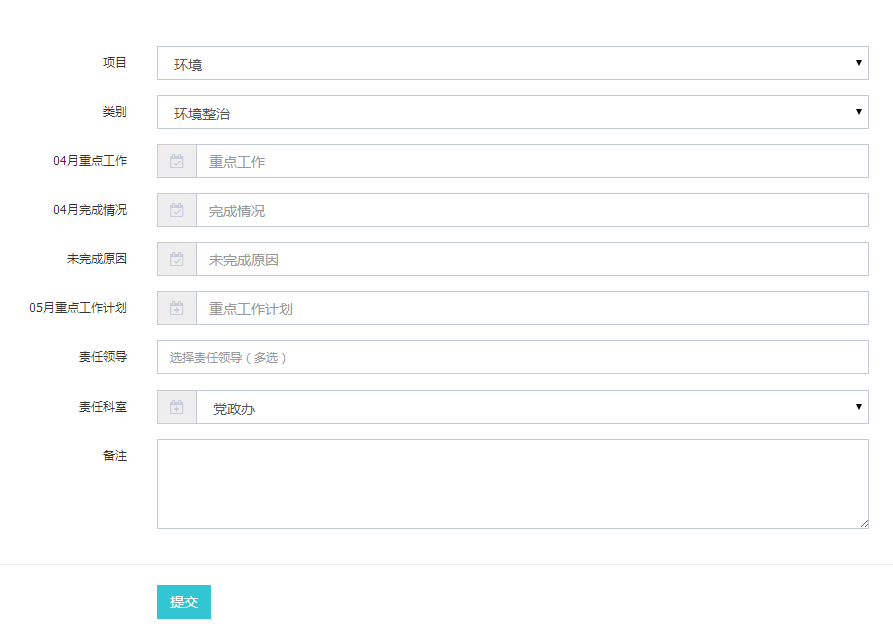 项目 环境
类别 环境整治
04月重点工作 重点工作
04月完成情况 完成情况
未完成原因 未完成原因
05月重点工作计划 重点工作计划
责任领导 选择责任领导（多选）
责任科室 党政办
备注
提交